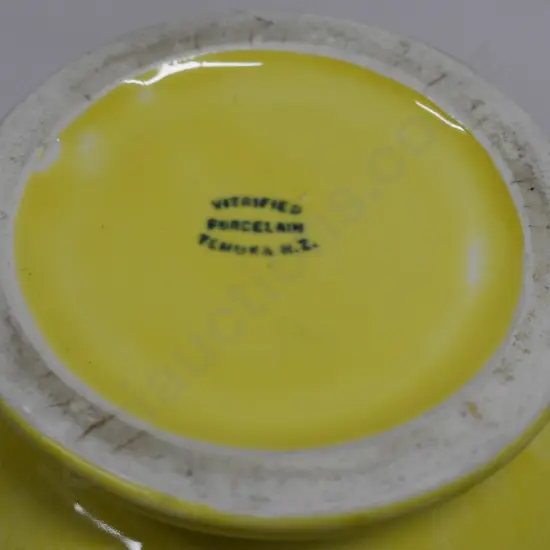 VITRIFIED
PORCELAIN
TEMUKA N.Z.